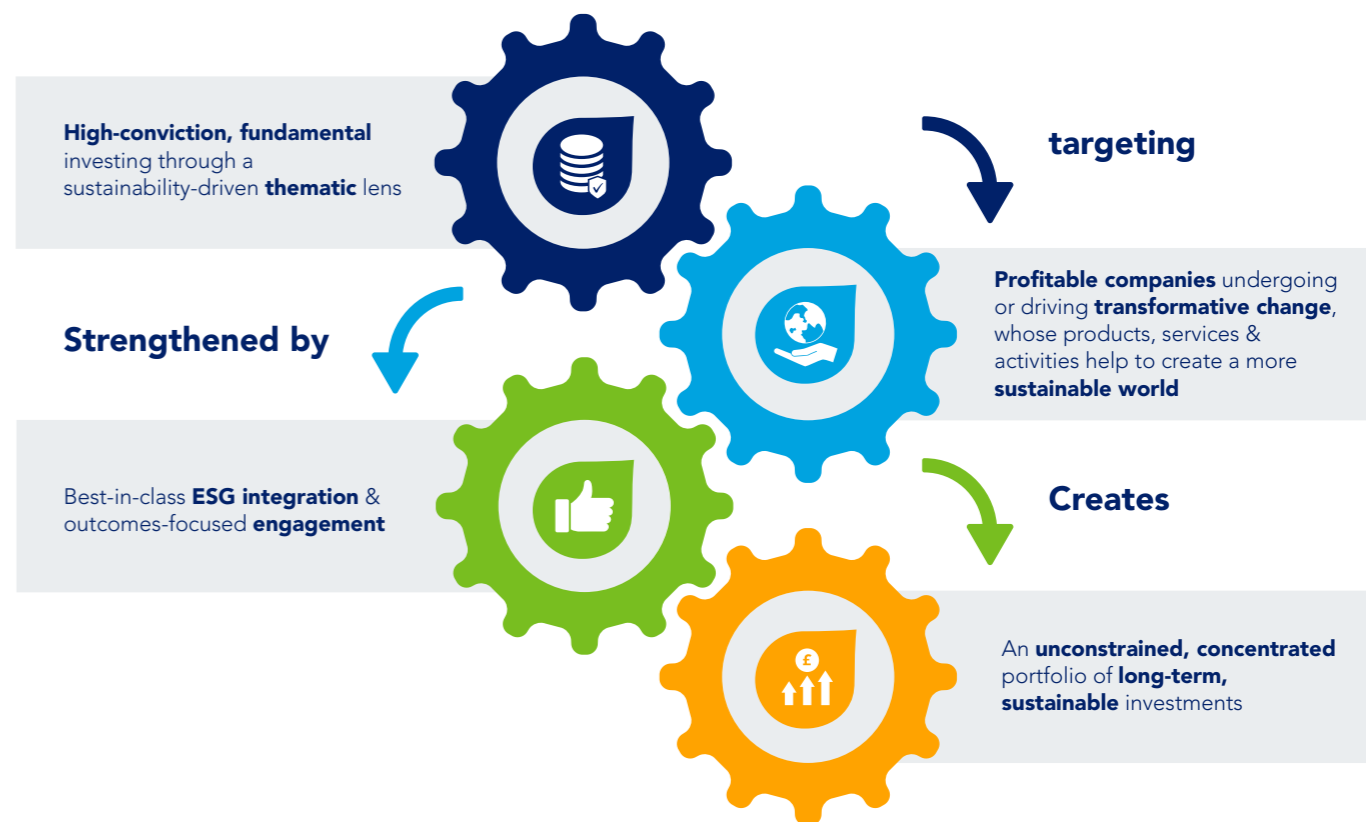 High-conviction, fundamental
investing through a
sustainability-driven thematic lens
targeting
Profitable companies undergoing
or driving transformative change,
whose products, services &
activities help to create a more
sustainable world
Strengthened by
Best-in-class ESG integration &
outcomes-focused engagement
Creates
£
An unconstrained, concentrated
portfolio of long-term,
sustainable investments